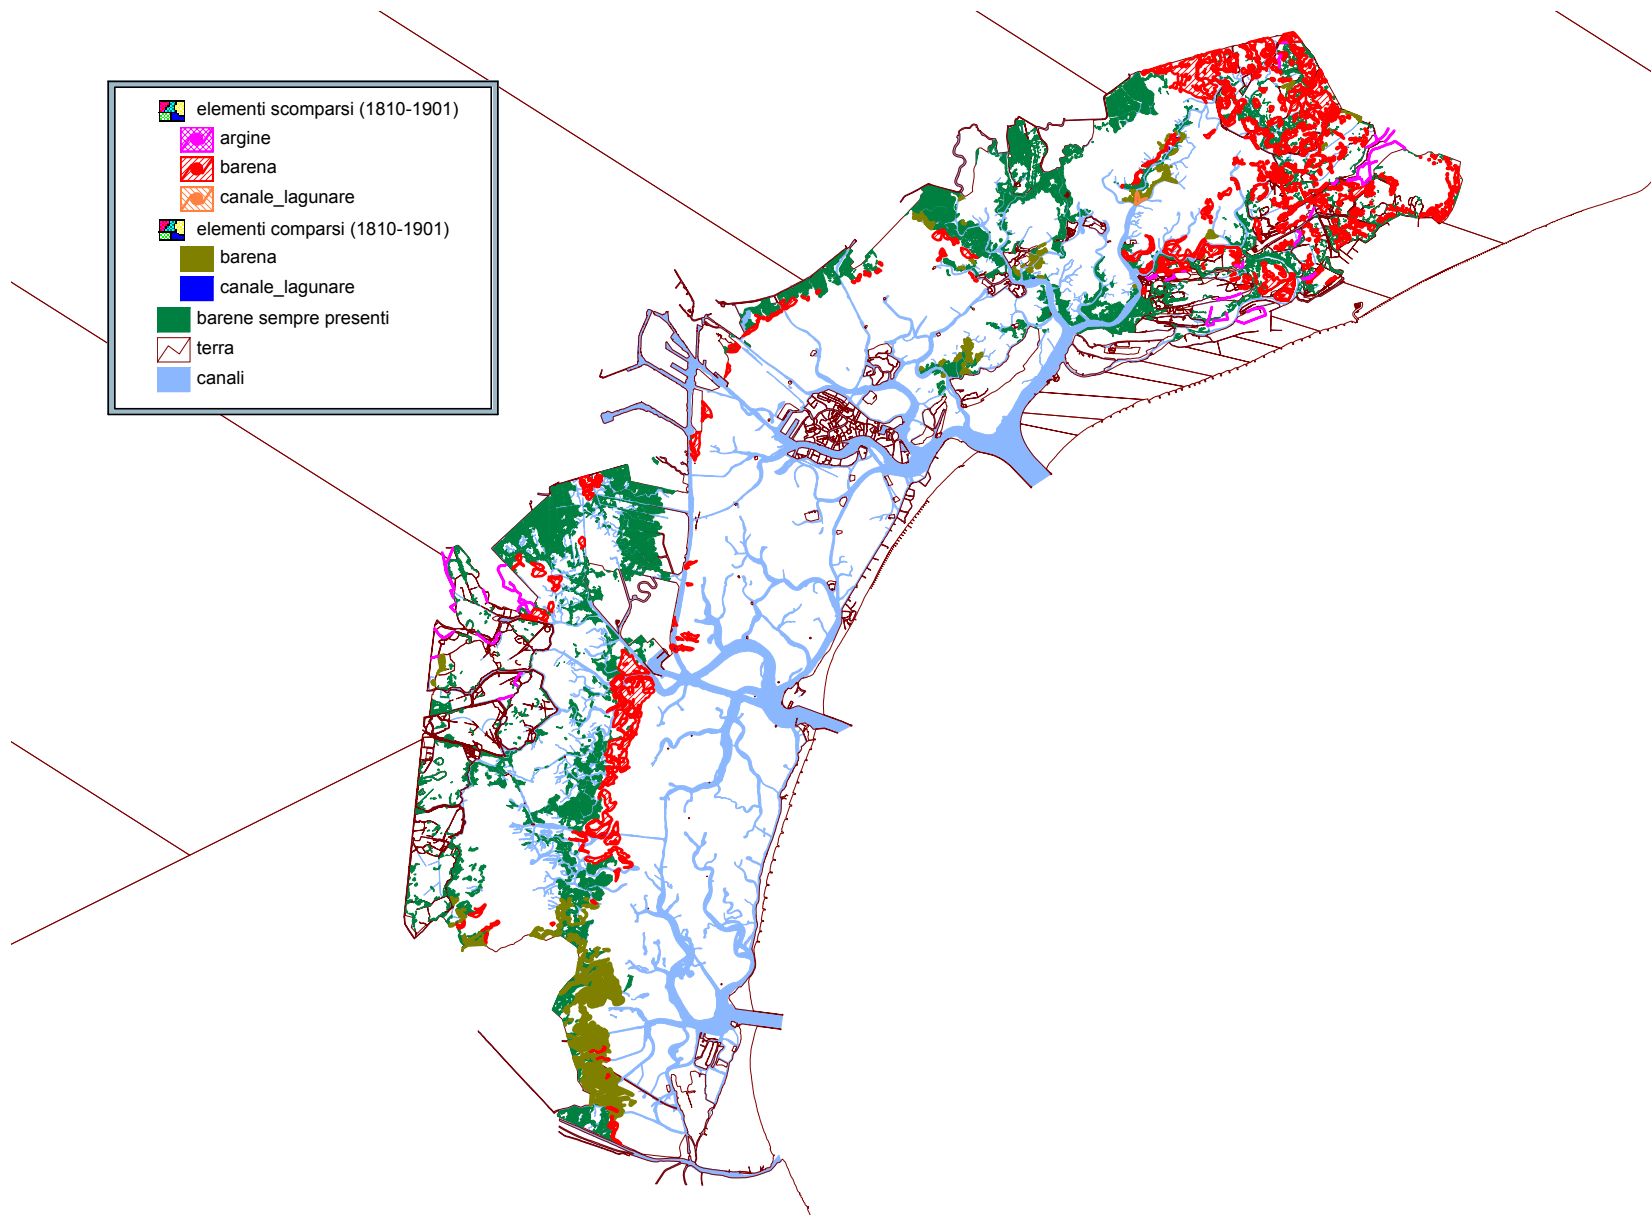 elementi scomparsi (1810-1901)
argine
barena
canale_lagunare
elementi comparsi (1810-1901)
barena
canale_lagunare
barene sempre presenti
terra
canali